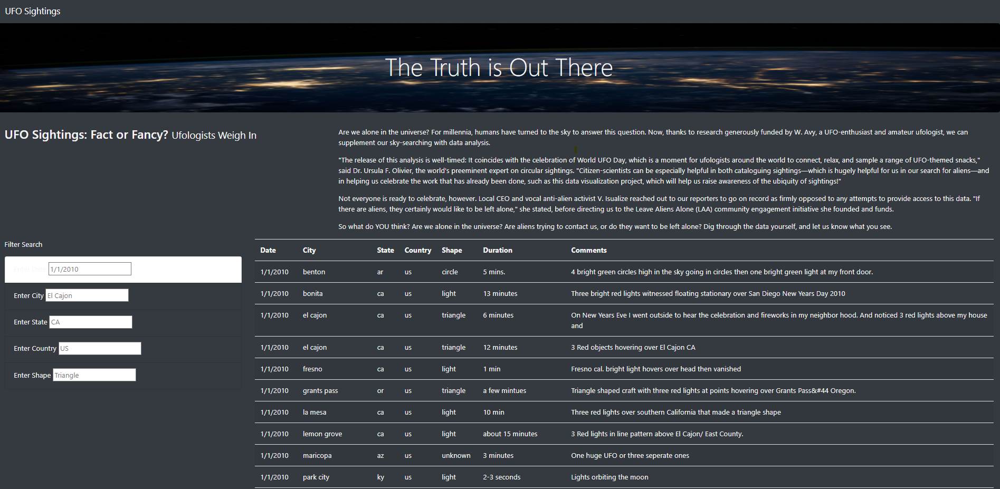 UFO Sightings
The Truth is Out There
UFO Sightings: Fact or Fancy? Ufologists Weigh In
Are we alone in the universe? For millennia, humans have turned to the sky to answer this question. Now, thanks to research generously funded by W. Avy, a UFO-enthusiast and amateur ufologist, we can
supplement our sky-searching with data analysis.
"The release of this analysis is well-timed: It coincides with the celebration of World UFO Day, which is a moment for ufologists around the world to connect, relax, and sample a range of UFO-themed snacks,"
said Dr. Ursula F. Olivier, the world's preeminent expert on circular sightings. "Citizen-scientists can be especially helpful in both cataloguing sightings—which is hugely helpful for us in our search for aliens—and
in helping us celebrate the work that has already been done, such as this data visualization project, which will help us raise awareness of the ubiquity of sightings!"
Not everyone is ready to celebrate, however. Local CEO and vocal anti-alien activist V. Isualize reached out to our reporters to go on record as firmly opposed to any attempts to provide access to this data. "If
there are aliens, they certainly would like to be left alone," she stated, before directing us to the Leave Aliens Alone (LAA) community engagement initiative she founded and funds.
So what do YOU think? Are we alone in the universe? Are aliens trying to contact us, or do they want to be left alone? Dig through the data yourself, and let us know what you see.
Filter Search
Enter Date 1/1/2010
Enter City El Cajon
Enter State CA
Enter Country US
Enter Shape Triangle
Date City State Country Shape Duration Comments
1/1/2010 benton ar us circle 5 mins. 4 bright green circles high in the sky going in circles then one bright green light at my front door.
1/1/2010 bonita ca us light 13 minutes Three bright red lights witnessed floating stationary over San Diego New Years Day 2010
1/1/2010 el cajon ca us triangle 6 minutes On New Years Eve I went outside to hear the celebration and fireworks in my neighbor hood. And noticed 3 red lights above my house
and
1/1/2010 el cajon ca us triangle 12 minutes 3 Red objects hovering over El Cajon CA
1/1/2010 fresno ca us light 1 min Fresno cal. bright light hovers over head then vanished
1/1/2010 grants pass or us triangle a few mintues Triangle shaped craft with three red lights at points hovering over Grants Pass&#44 Oregon.
1/1/2010 la mesa ca us light 10 min Three red lights over southern California that made a triangle shape
1/1/2010 lemon grove ca us light about 15 minutes 3 Red lights in line pattern above El Cajon/ East County.
1/1/2010 maricopa az us unknown 3 minutes One huge UFO or three seperate ones
1/1/2010 park city ky us light 2-3 seconds Lights orbiting the moon